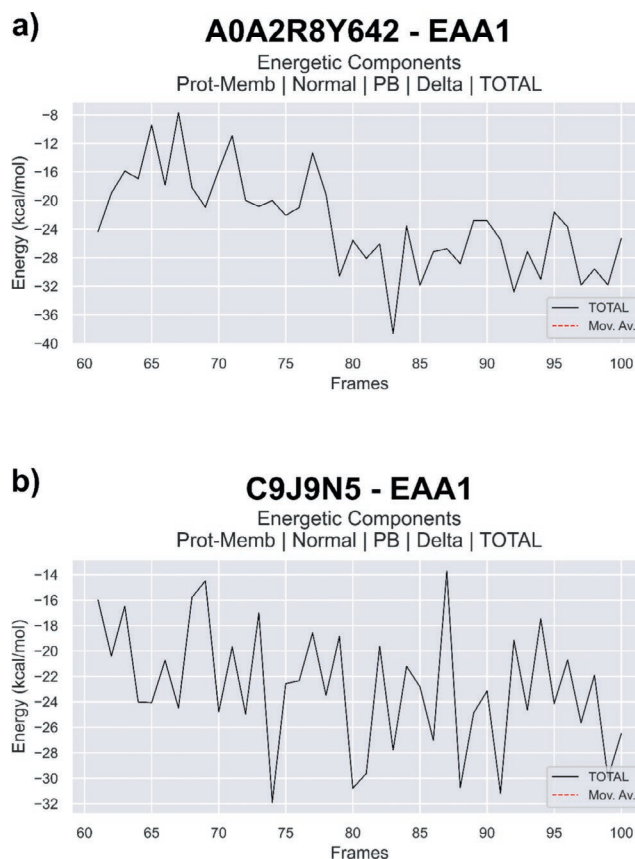 a)
A0A2R8Y642 - EAA1
Energetic Components
Prot-Memb | Normal | PB | Delta | TOTAL
Energy (kcal/mol)
−8
−12
−16
−20
−24
−28
−32
−36
−40
TOTAL
Mov. Av.
60 65 70 75 80 85 90 95 100
Frames
b)
C9J9N5 - EAA1
Energetic Components
Prot-Memb | Normal | PB | Delta | TOTAL
Energy (kcal/mol)
−14
−16
−18
−20
−22
−24
−26
−28
−30
−32
TOTAL
Mov. Av.
60 65 70 75 80 85 90 95 100
Frames